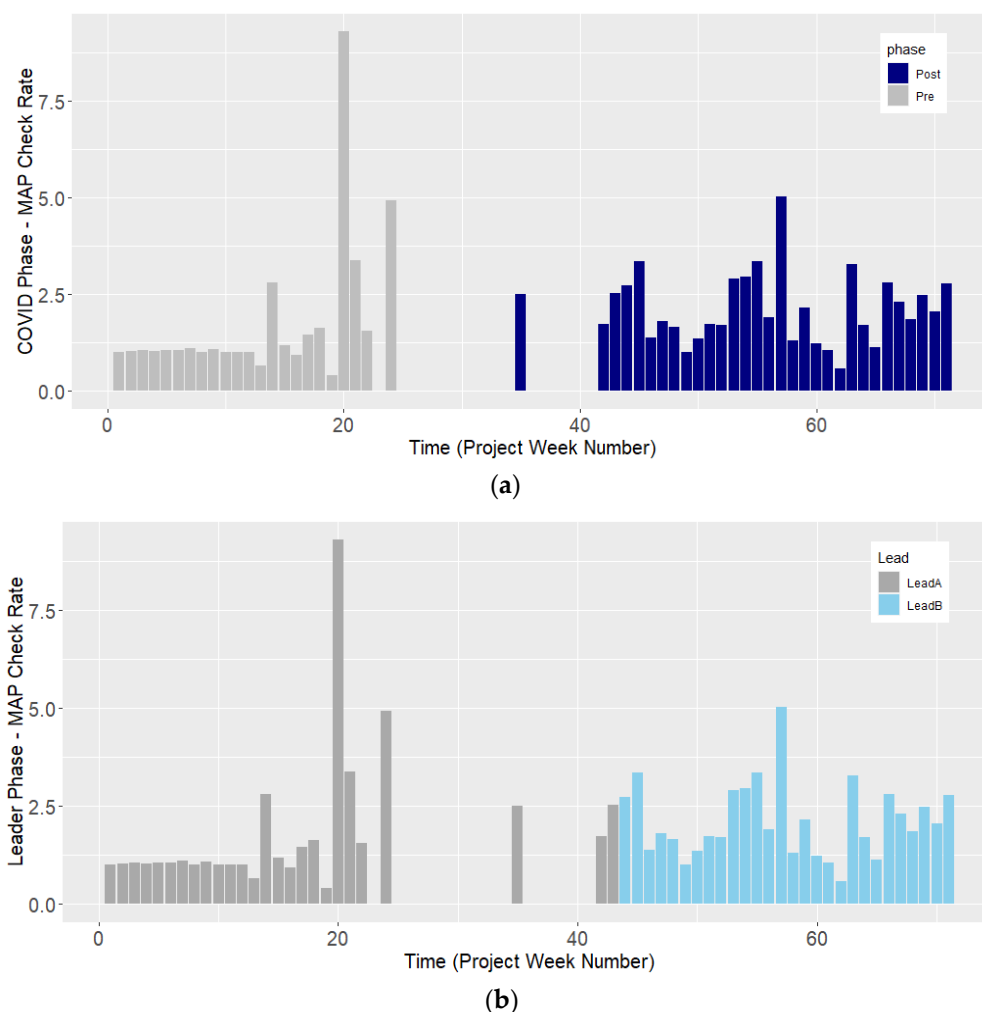 COVID Phase - MAP Check Rate
7.5
5.0
2.5
0.0
phase
Post
Pre
0 20 40 60
Time (Project Week Number)
(a)
Leader Phase - MAP Check Rate
7.5
5.0
2.5
0.0
Lead
LeadA
LeadB
0 20 40 60
Time (Project Week Number)
(b)